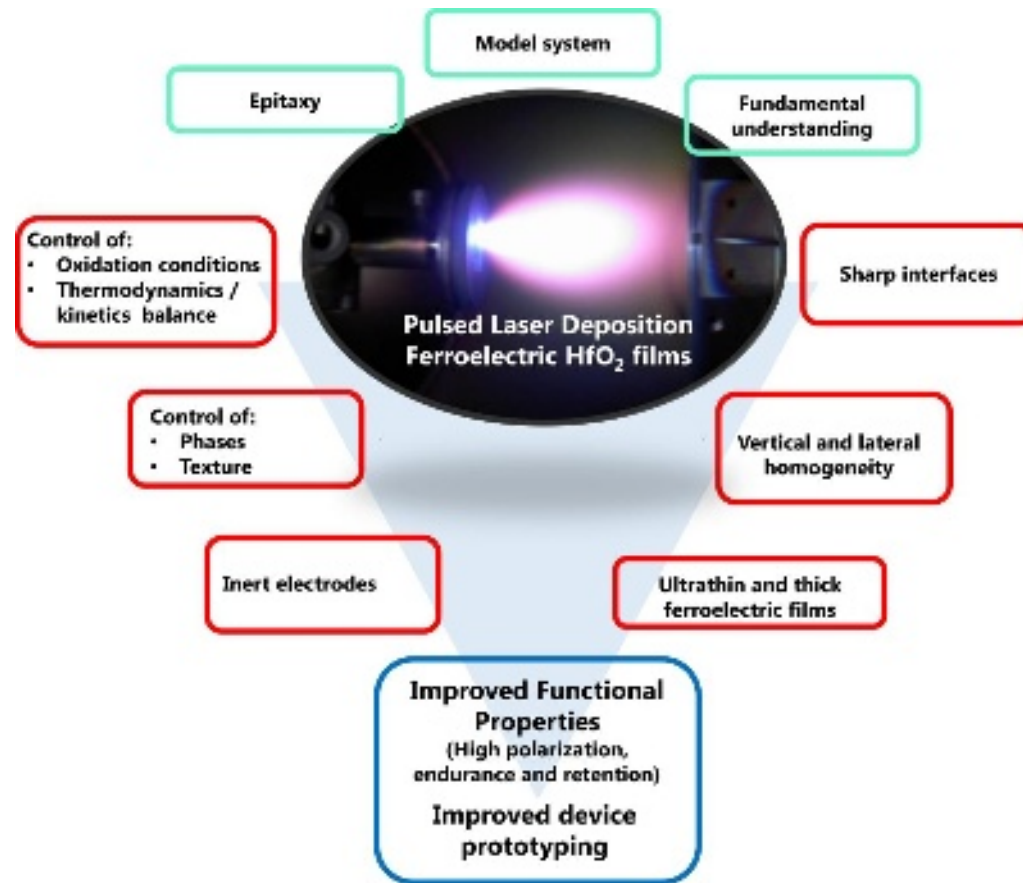 Model system
Epitaxy
Fundamental
understanding
Control of:
• Oxidation conditions
• Thermodynamics /
kinetics balance
Sharp interfaces
Pulsed Laser Deposition
Ferroelectric HfO₂ films
Control of:
• Phases
• Texture
Vertical and lateral
homogeneity
Inert electrodes
Ultrathin and thick
ferroelectric films
Improved Functional
Properties
(High polarization,
endurance and retention)
Improved device
prototyping